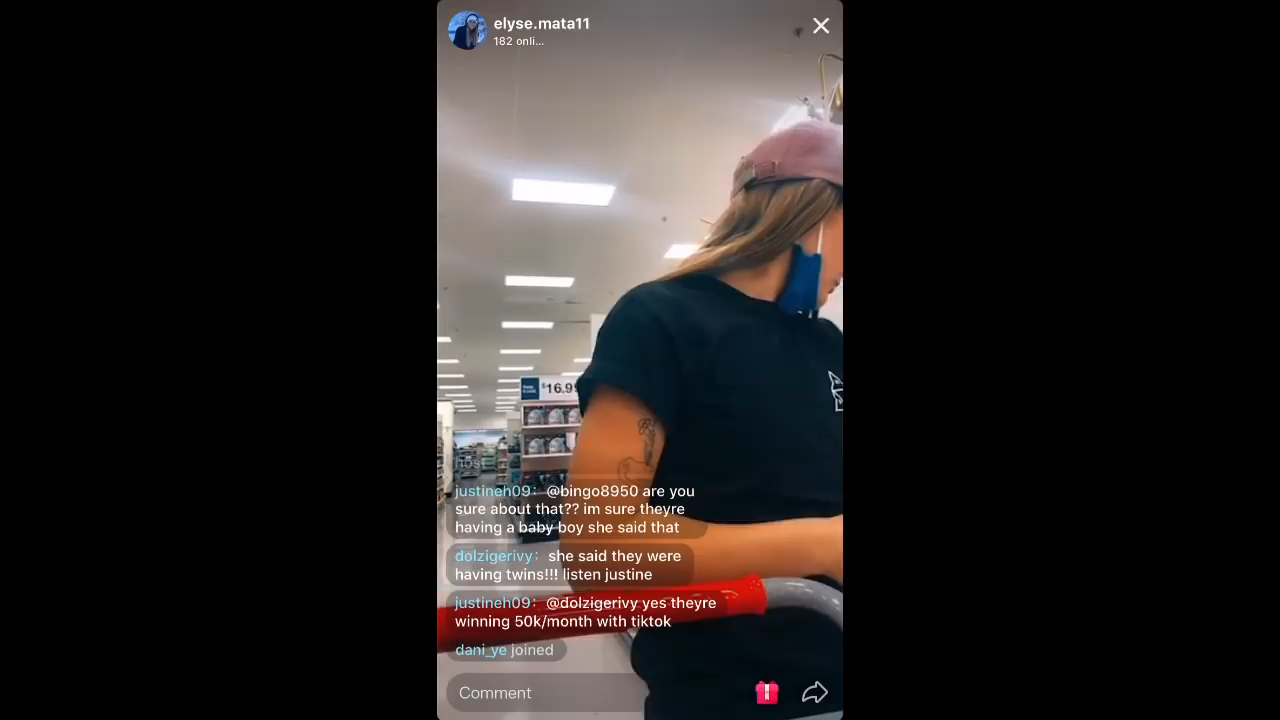 elyse.mata11
182 onli...
$16.9
host
justineh09: @bingo8950 are you
sure about that?? im sure theyre
having a baby boy she said that
dolzigerivy: she said they were
having twins!!! listen justine
justineh09: @dolzigerivy yes theyre
winning 50k/month with tiktok
dani_ye joined
Comment